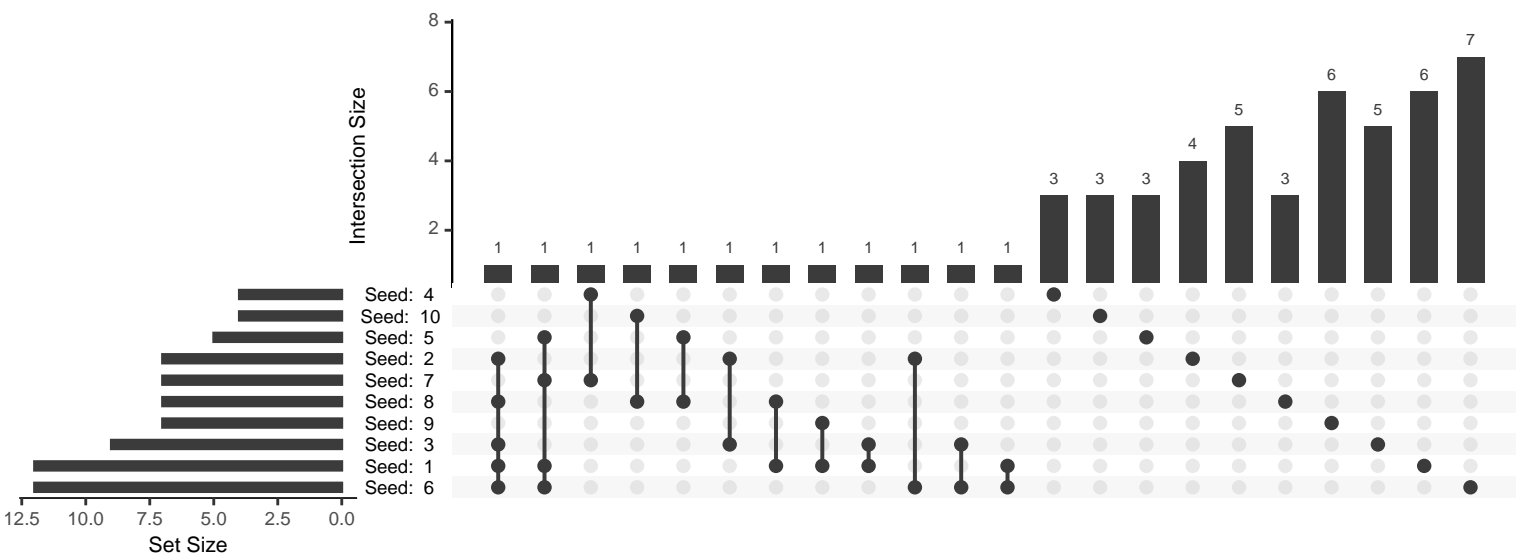 8
6
4
2
Intersection Size
1 1 1 1 1 1 1 1 1 1 1 1 3 3 3 4 5 3 6 5 6 7
Seed: 4
Seed: 10
Seed: 5
Seed: 2
Seed: 7
Seed: 8
Seed: 9
Seed: 3
Seed: 1
Seed: 6
12.5 10.0 7.5 5.0 2.5 0.0
Set Size